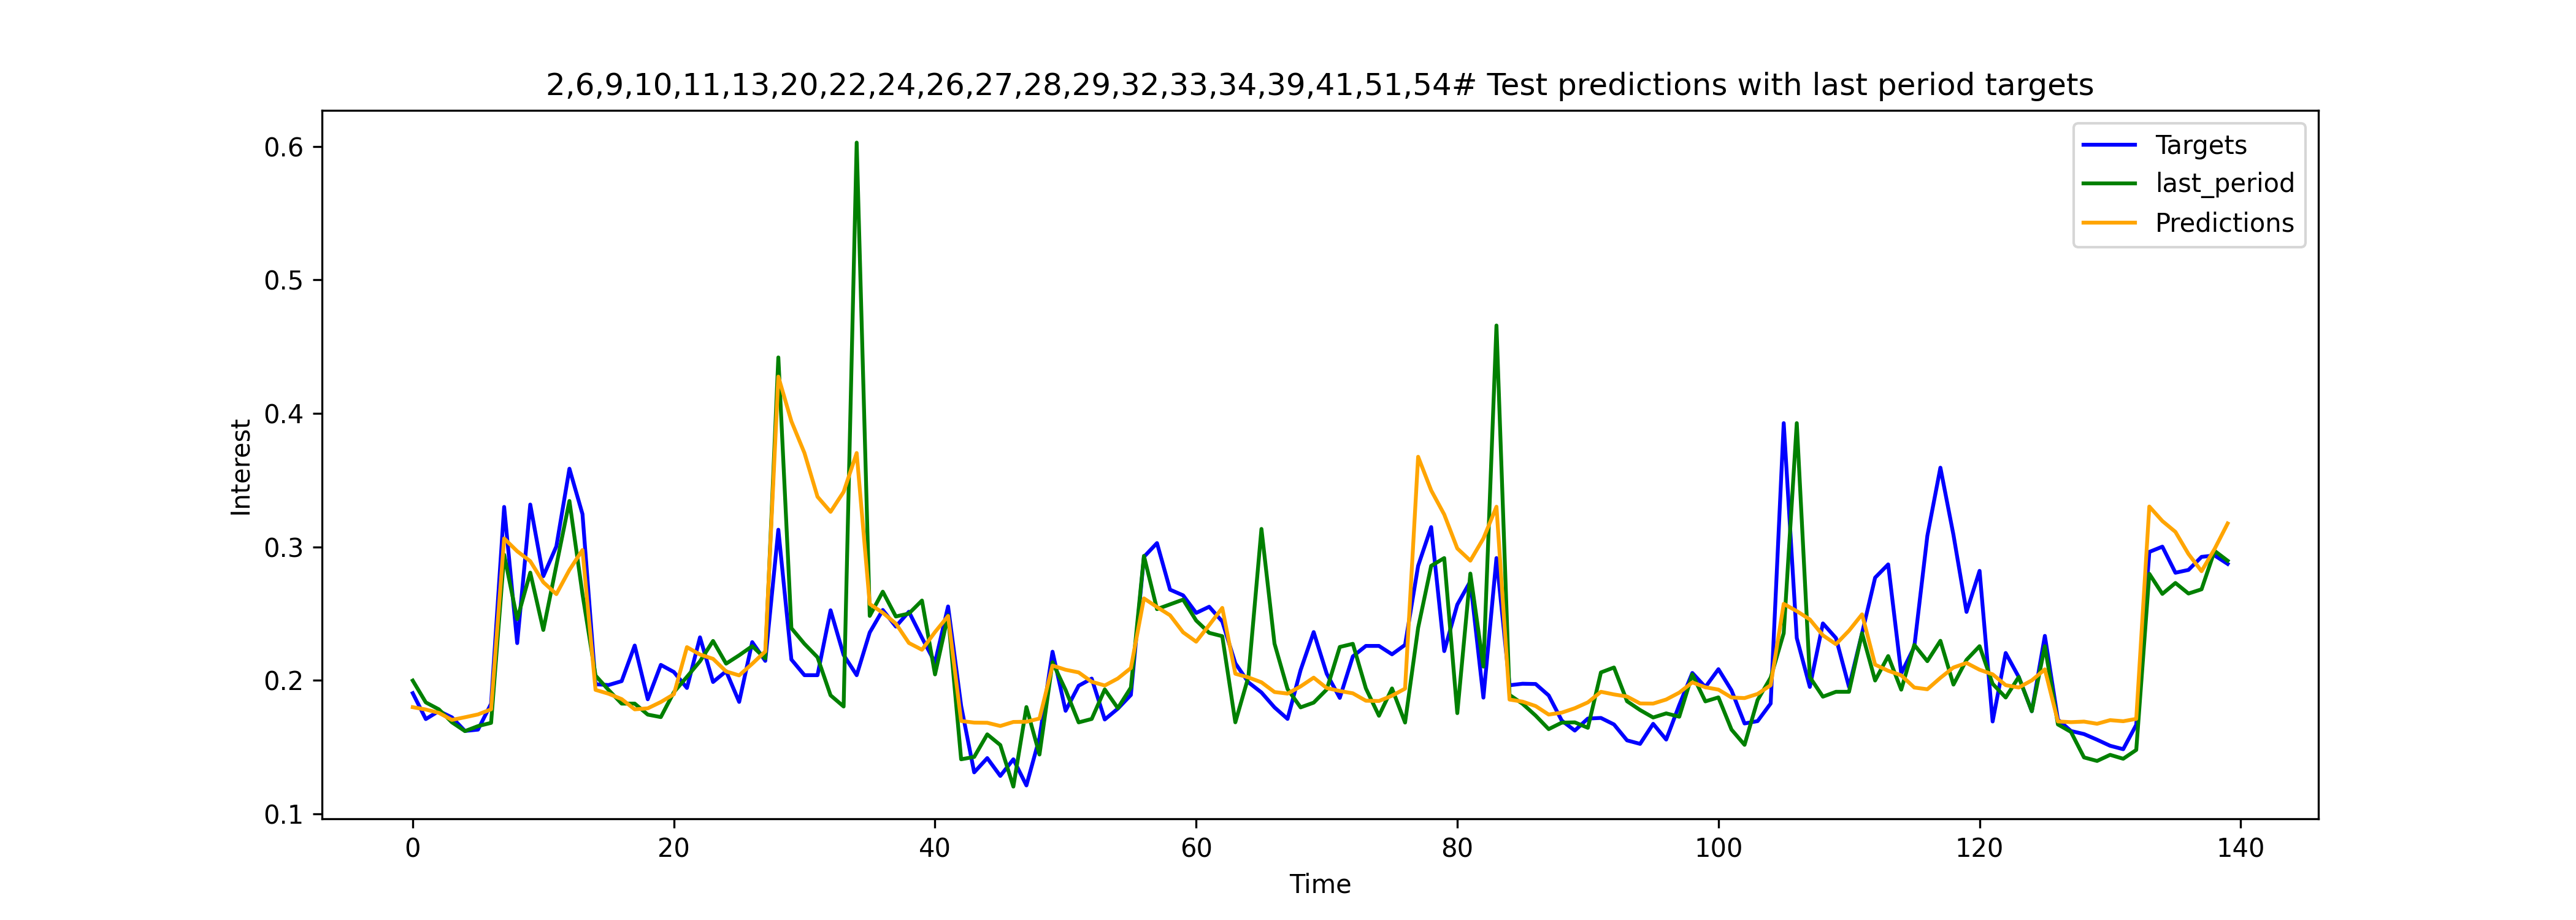 2,6,9,10,11,13,20,22,24,26,27,28,29,32,33,34,39,41,51,54# Test predictions with last period targets
Targets
last_period
Predictions
Interest
0.6
0.5
0.4
0.3
0.2
0.1
0 20 40 60 80 100 120 140
Time